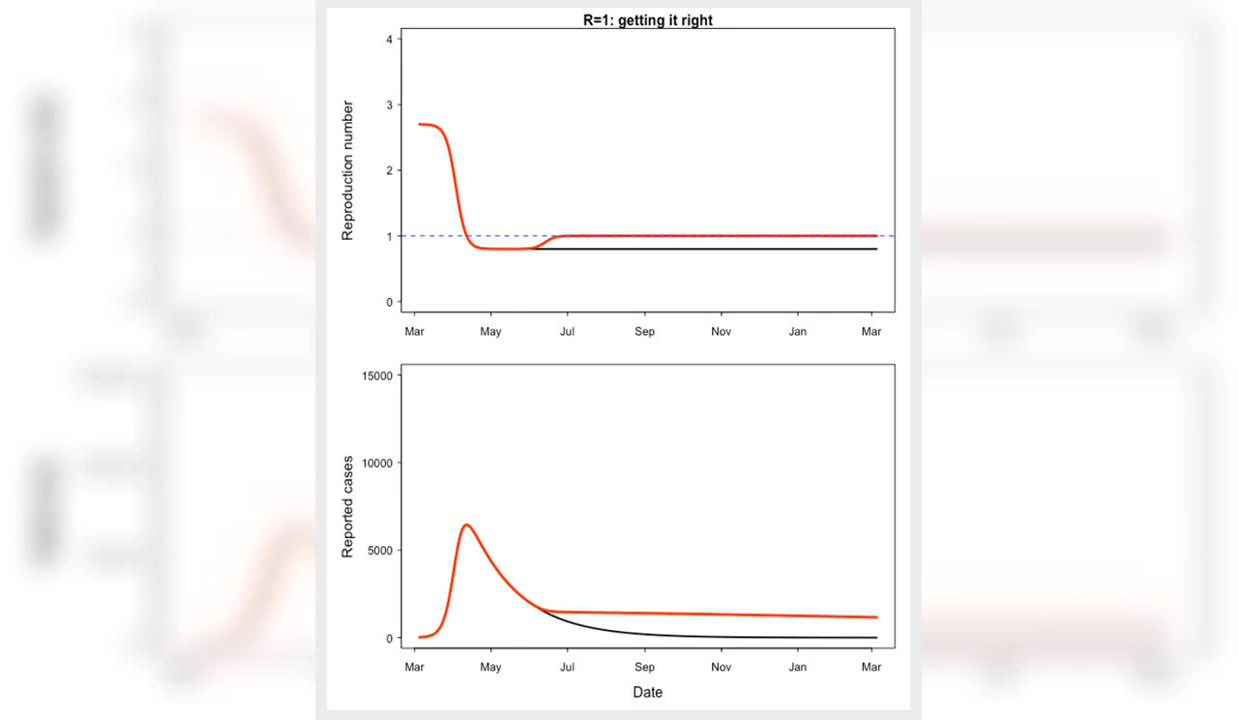 R=1: getting it right
4
3
2
1
0
Reproduction number
Mar May Jul Sep Nov Jan Mar
15000
10000
5000
0
Reported cases
Mar May Jul Sep Nov Jan Mar
Date